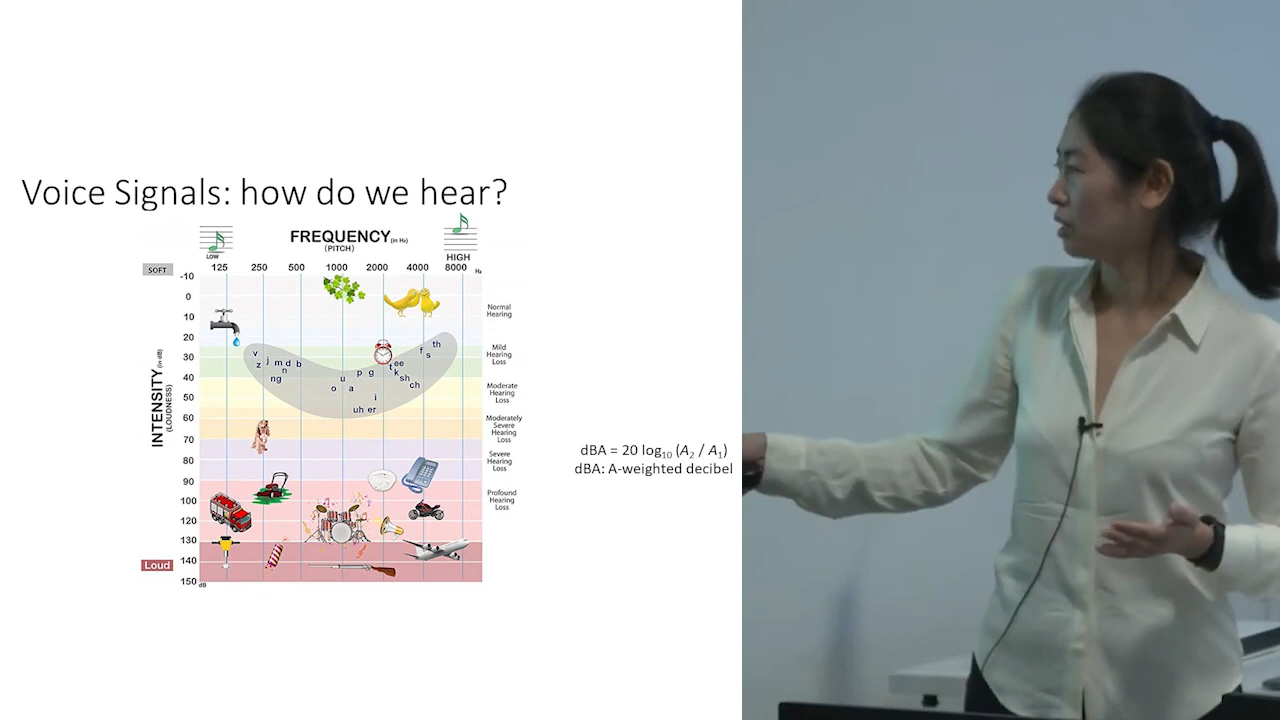 Voice Signals: how do we hear?
FREQUENCY (in Hz)
(PITCH)
LOW
HIGH
SOFT
125 250 500 1000 2000 4000 8000 Hz
-10
0
10
20
30
40
50
60
70
80
90
100
120
130
140
150
dB
INTENSITY (in dB)
(LOUDNESS)
Loud
Normal
Hearing
Mild
Hearing
Loss
Moderate
Hearing
Loss
Moderately
Severe
Hearing
Loss
Severe
Hearing
Loss
Profound
Hearing
Loss
v
z
j m d b
n
ng
u
o a
p g
i
uh er
ee
t
k
sh
ch
f
s
th
dBA = 20 log10 (A2 / A1)
dBA: A-weighted decibel